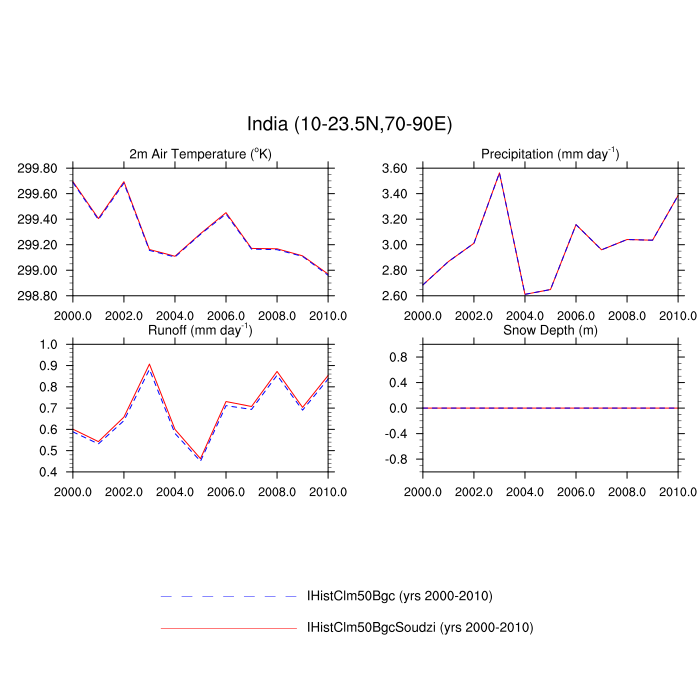 India (10-23.5N,70-90E)
2m Air Temperature (°K)
299.80
299.60
299.40
299.20
299.00
298.80
2000.0 2002.0 2004.0 2006.0 2008.0 2010.0
Precipitation (mm day-1)
3.60
3.40
3.20
3.00
2.80
2.60
2000.0 2002.0 2004.0 2006.0 2008.0 2010.0
Runoff (mm day-1)
1.0
0.9
0.8
0.7
0.6
0.5
0.4
2000.0 2002.0 2004.0 2006.0 2008.0 2010.0
Snow Depth (m)
0.8
0.4
0.0
-0.4
-0.8
2000.0 2002.0 2004.0 2006.0 2008.0 2010.0
IHistClm50Bgc (yrs 2000-2010)
IHistClm50BgcSoudzi (yrs 2000-2010)